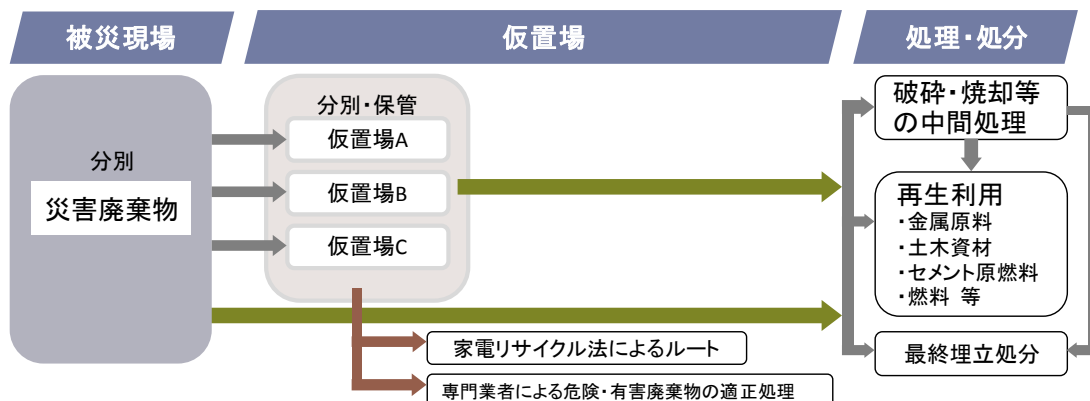 被災現場
仮置場
処理・処分
分別
災害廃棄物
分別・保管
仮置場A
仮置場B
仮置場C
家電リサイクル法によるルート
専門業者による危険・有害廃棄物の適正処理
破砕・焼却等
の中間処理
再生利用
・金属原料
・土木資材
・セメント原燃料
・燃料 等
最終埋立処分